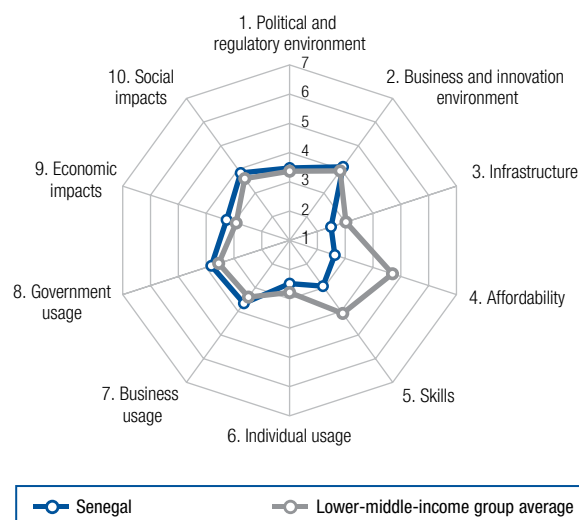 1. Political and
regulatory environment
10. Social
impacts
2. Business and innovation
environment
9. Economic
impacts
3. Infrastructure
8. Government
usage
4. Affordability
7. Business
usage
5. Skills
6. Individual usage
7
6
5
4
3
2
1
Senegal
Lower-middle-income group average